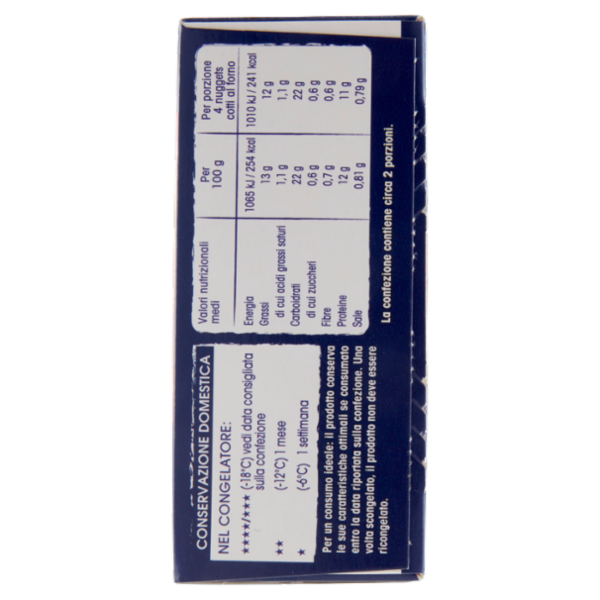 CONSERVAZIONE DOMESTICA
NEL CONGELATORE:
****/*** (-18°C) vedi data consigliata
sulla confezione
** (-12°C) 1 mese
* (-6°C) 1 settimana
Per un consumo ideale: il prodotto conserva
le sue caratteristiche ottimali se consumato
entro la data riportata sulla confezione. Una
volta scongelato, il prodotto non deve essere
ricongelato.
Valori nutrizionali medi Per 100 g Per porzione 4 nuggets cotti al forno
Energia 1065 kJ / 254 kcal 1010 kJ / 241 kcal
Grassi 13 g 12 g
di cui acidi grassi saturi 1,1 g 1,1 g
Carboidrati 22 g 22 g
di cui zuccheri 0,6 g 0,6 g
Fibre 0,7 g 0,6 g
Proteine 12 g 11 g
Sale 0,81 g 0,79 g
La confezione contiene circa 2 porzioni.